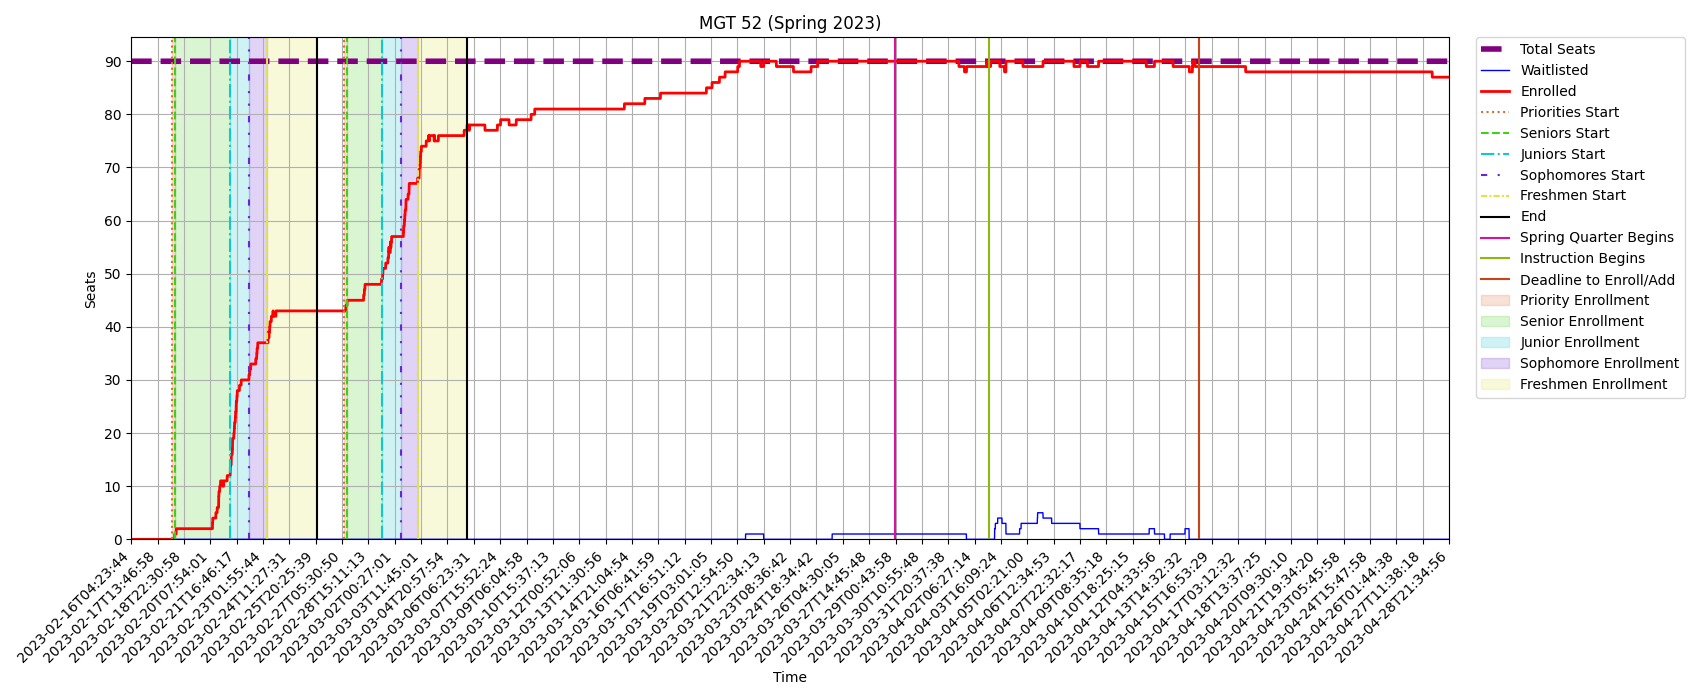 MGT 52 (Spring 2023)
Seats
90
80
70
60
50
40
30
20
10
0
2023-02-16T04:23:44
2023-02-17T13:46:58
2023-02-18T22:30:58
2023-02-20T07:54:01
2023-02-21T16:46:17
2023-02-23T01:55:44
2023-02-24T11:27:31
2023-02-25T20:25:39
2023-02-27T05:30:50
2023-02-28T15:11:13
2023-03-02T00:27:01
2023-03-03T11:45:01
2023-03-04T20:57:54
2023-03-06T06:23:31
2023-03-07T15:52:24
2023-03-09T06:04:58
2023-03-10T15:37:13
2023-03-12T00:52:06
2023-03-13T11:30:56
2023-03-14T21:04:54
2023-03-16T06:41:59
2023-03-17T16:51:12
2023-03-19T03:01:05
2023-03-20T12:54:50
2023-03-21T22:34:13
2023-03-23T08:36:42
2023-03-24T18:34:42
2023-03-26T04:30:05
2023-03-27T14:45:48
2023-03-29T00:43:58
2023-03-30T10:55:48
2023-03-31T20:37:38
2023-04-02T06:27:14
2023-04-03T16:09:24
2023-04-05T02:21:00
2023-04-06T12:34:53
2023-04-07T22:32:17
2023-04-09T08:35:18
2023-04-10T18:25:15
2023-04-12T04:33:56
2023-04-13T14:32:32
2023-04-15T16:53:29
2023-04-17T03:12:32
2023-04-18T13:37:25
2023-04-20T09:30:10
2023-04-21T19:34:20
2023-04-23T05:45:58
2023-04-24T15:47:58
2023-04-26T01:44:38
2023-04-27T11:38:18
2023-04-28T21:34:56
Time
Total Seats
Waitlisted
Enrolled
Priorities Start
Seniors Start
Juniors Start
Sophomores Start
Freshmen Start
End
Spring Quarter Begins
Instruction Begins
Deadline to Enroll/Add
Priority Enrollment
Senior Enrollment
Junior Enrollment
Sophomore Enrollment
Freshmen Enrollment